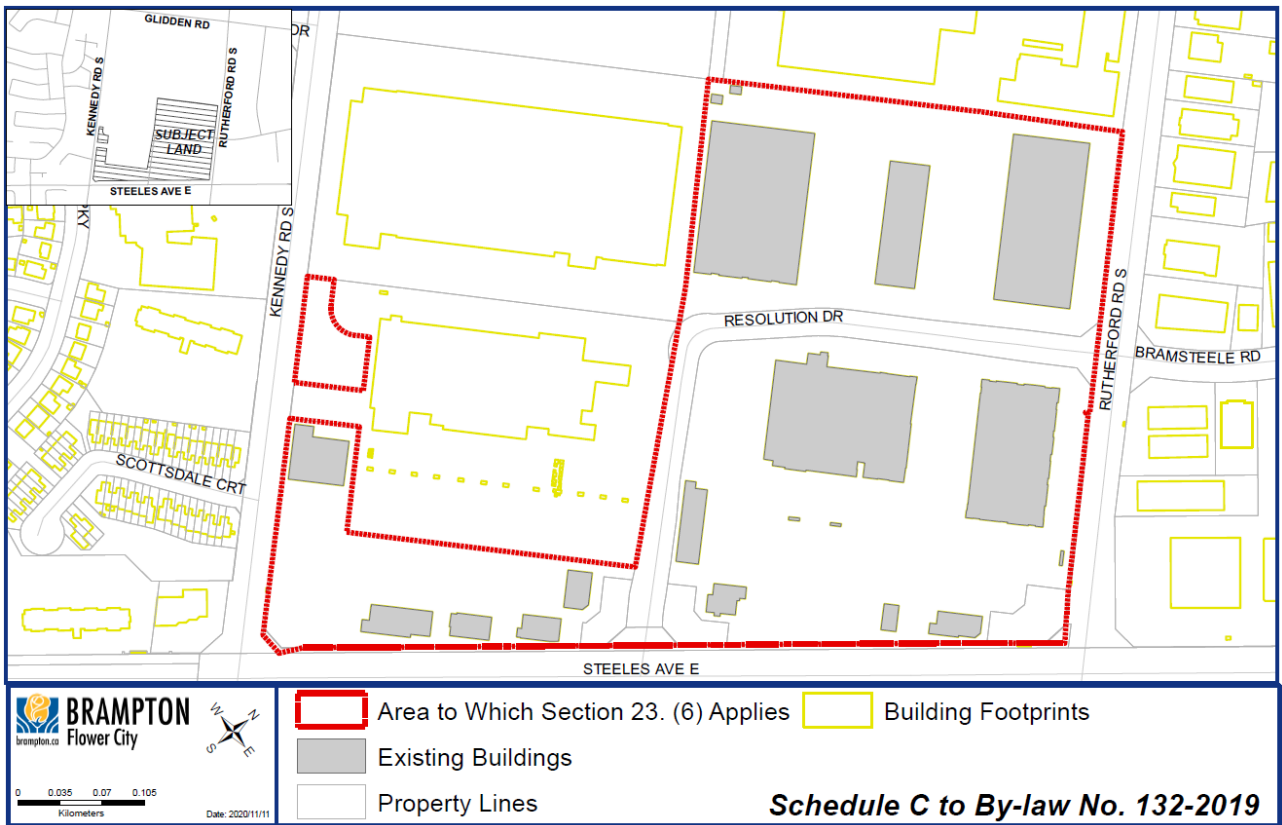 GLIDDEN RD
KENNEDY RD S
RUTHERFORD RD S
SUBJECT
LAND
STEELES AVE E
DR
KY
KENNEDY RD S
RESOLUTION DR
RUTHERFORD RD S
BRAMSTEELE RD
SCOTTSDALE CRT
STEELES AVE E
BRAMPTON
brampton.ca Flower City
W N
S E
0 0.035 0.07 0.105
Kilometers
Date: 2020/11/11
Area to Which Section 23. (6) Applies
Building Footprints
Existing Buildings
Property Lines
Schedule C to By-law No. 132-2019